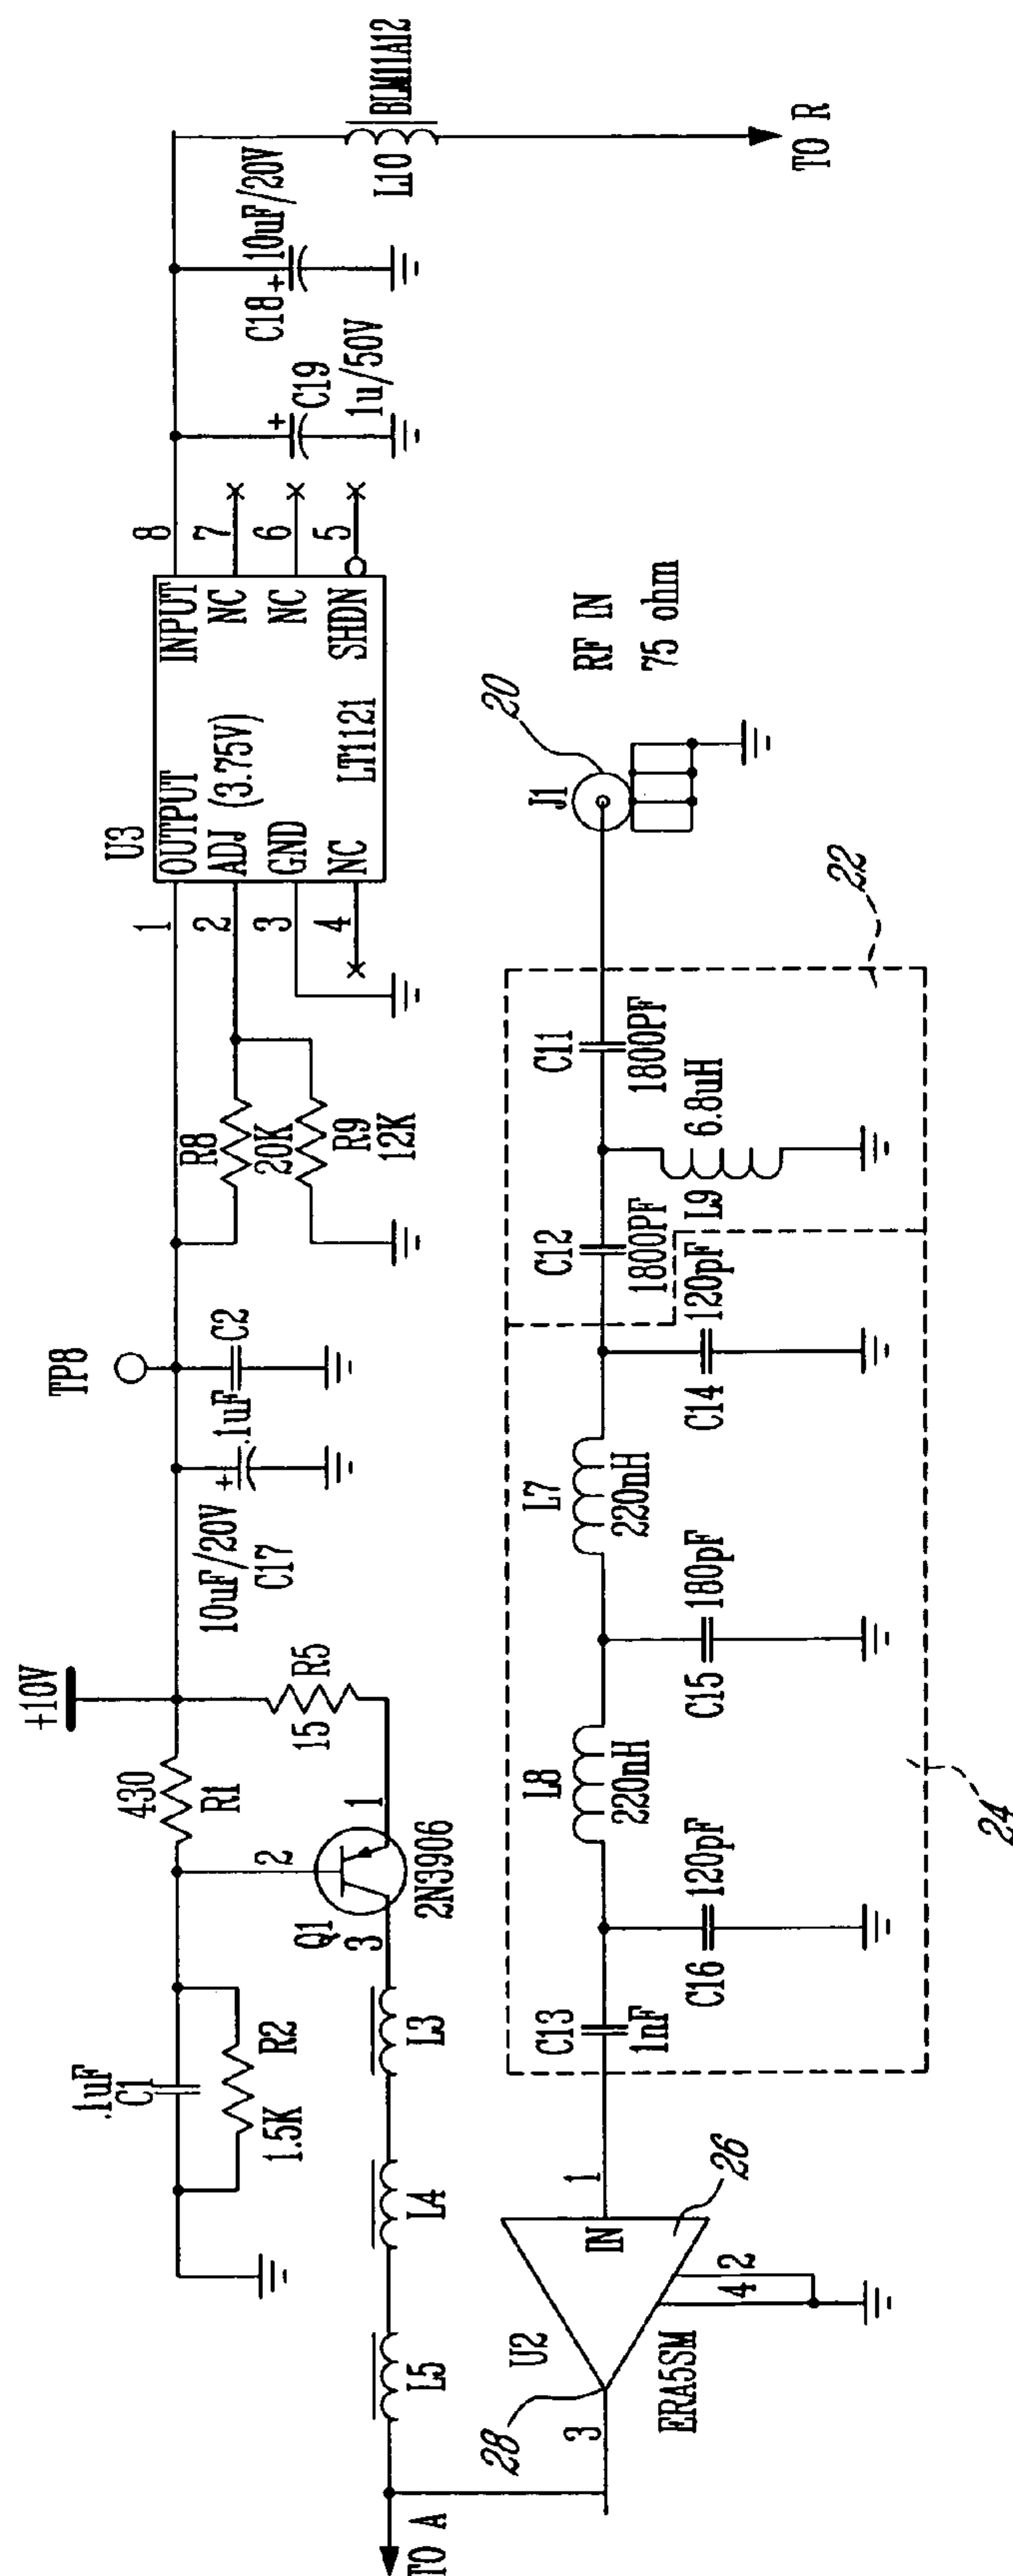 BLM11A12
L10
TO R
10uF/20V
C18
+
C19
1u/50V
+
8
7
6
5
U3
OUTPUT
INPUT
ADJ
(3.75V)
NC
GND
NC
NC
LT1121
SHDN
1
2
3
4
R8
20K
R9
12K
TP8
C2
.1uF
+
10uF/20V
C17
+10V
430
R1
15
R5
1
2
Q1
3
2N3906
.1uF
C1
R2
1.5K
L3
L4
L5
TO A
RF IN
75 ohm
20
J1
22
C11
1800PF
6.8uH
L9
C12
1800PF
120pF
C14
L7
220nH
180pF
C15
L8
220nH
120pF
C16
24
C13
1nF
1
IN
26
2
4
U2
28
3
ERA5SM